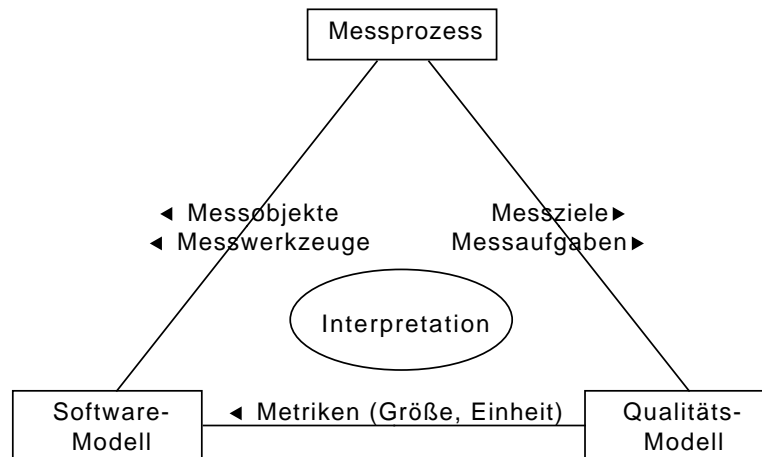 Messprozess
◄ Messobjekte
◄ Messwerkzeuge
Messziele►
Messaufgaben►
Interpretation
Software-
Modell
◄ Metriken (Größe, Einheit)
Qualitäts-
Modell